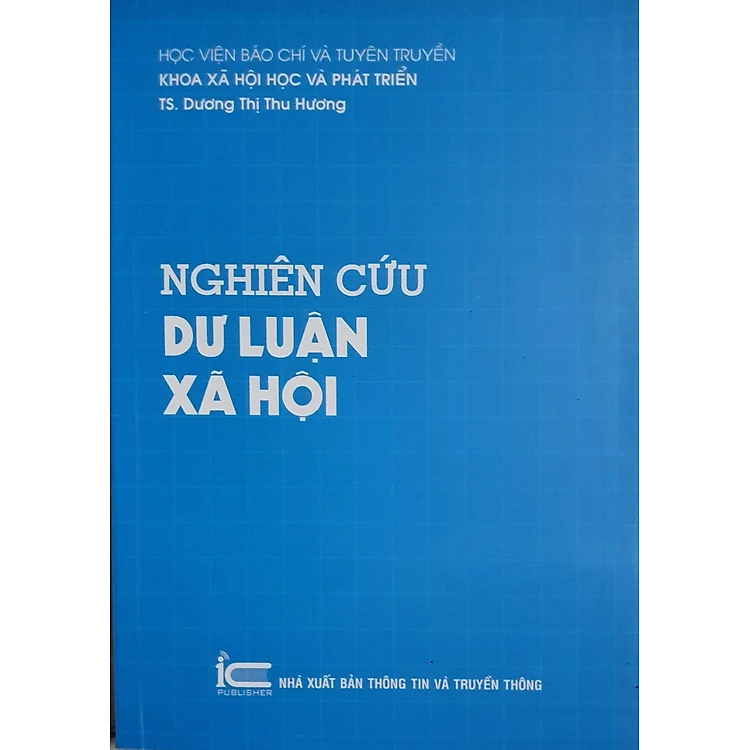 HỌC VIỆN BÁO CHÍ VÀ TUYÊN TRUYỀN
KHOA XÃ HỘI HỌC VÀ PHÁT TRIỂN
TS. Dương Thị Thu Hương
NGHIÊN CỨU
DƯ LUẬN
XÃ HỘI
ic
PUBLISHER
NHÀ XUẤT BẢN THÔNG TIN VÀ TRUYỀN THÔNG